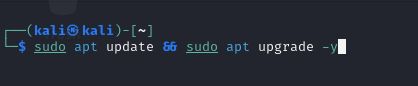 ┌──(kali㉿kali)-[~]
└─$ sudo apt update && sudo apt upgrade -y